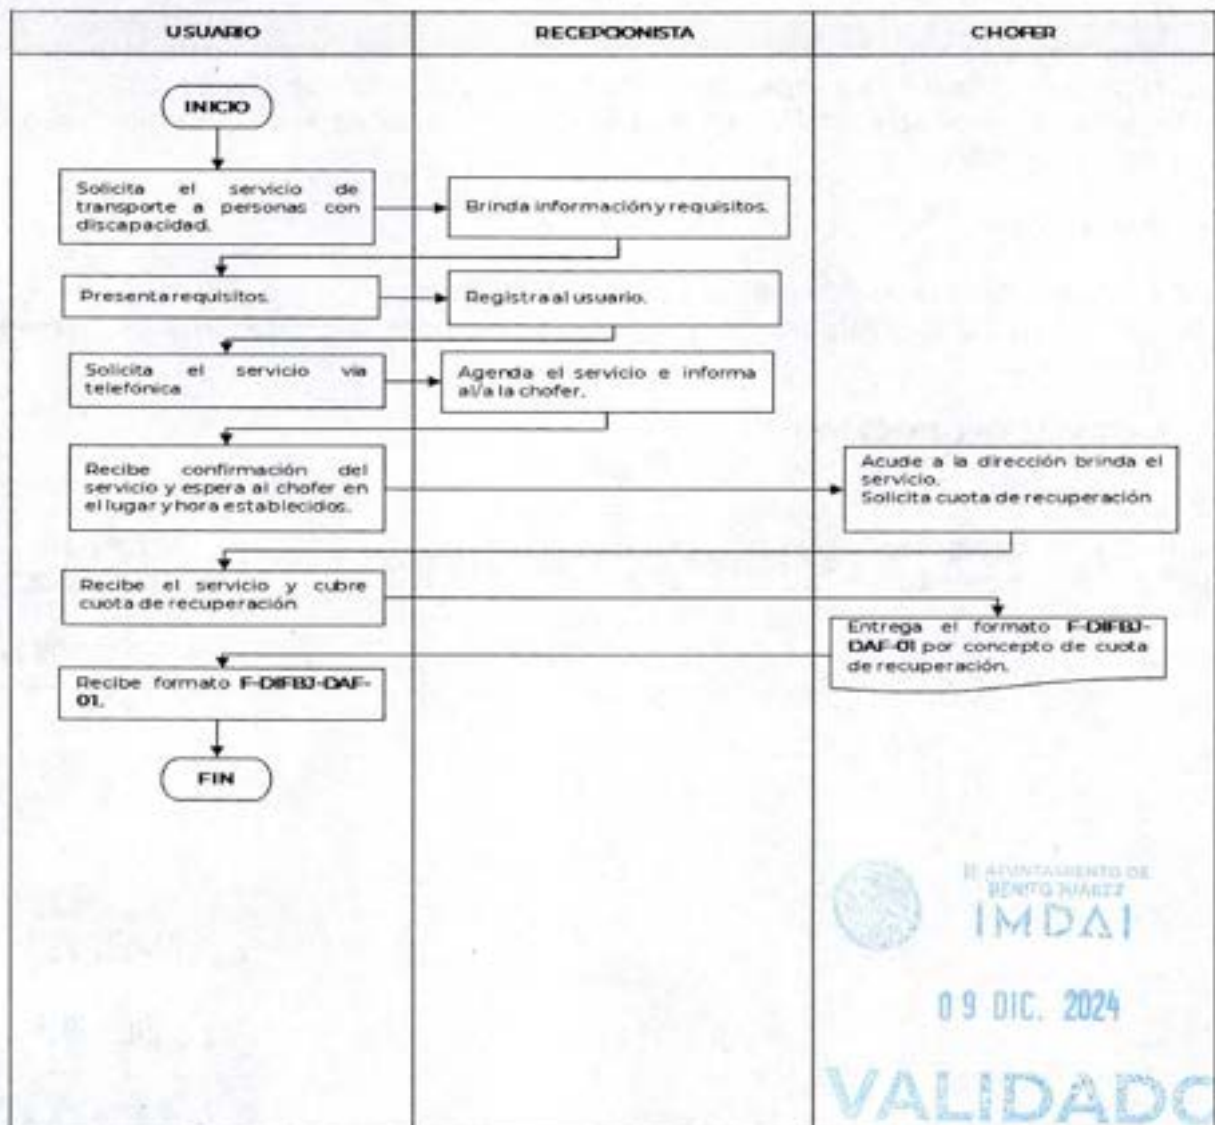 USUARIO
RECEPCIONISTA
CHOFER
INICIO
Solicita el servicio de
transporte a personas con
discapacidad.
Brinda información y requisitos.
Presenta requisitos.
Registra al usuario.
Solicita el servicio vía
telefónica
Agenda el servicio e informa
al/a la chofer.
Recibe confirmación del
servicio y espera al chofer en
el lugar y hora establecidos.
Acude a la dirección brinda el
servicio.
Solicita cuota de recuperación
Recibe el servicio y cubre
cuota de recuperación
Entrega el formato F-DIFBJ-
DAF-01 por concepto de cuota
de recuperación.
Recibe formato F-DIFBJ-DAF-
01.
FIN
AYUNTAMIENTO DE
BENITO JUAREZ
IMDAI
09 DIC. 2024
VALIDADO